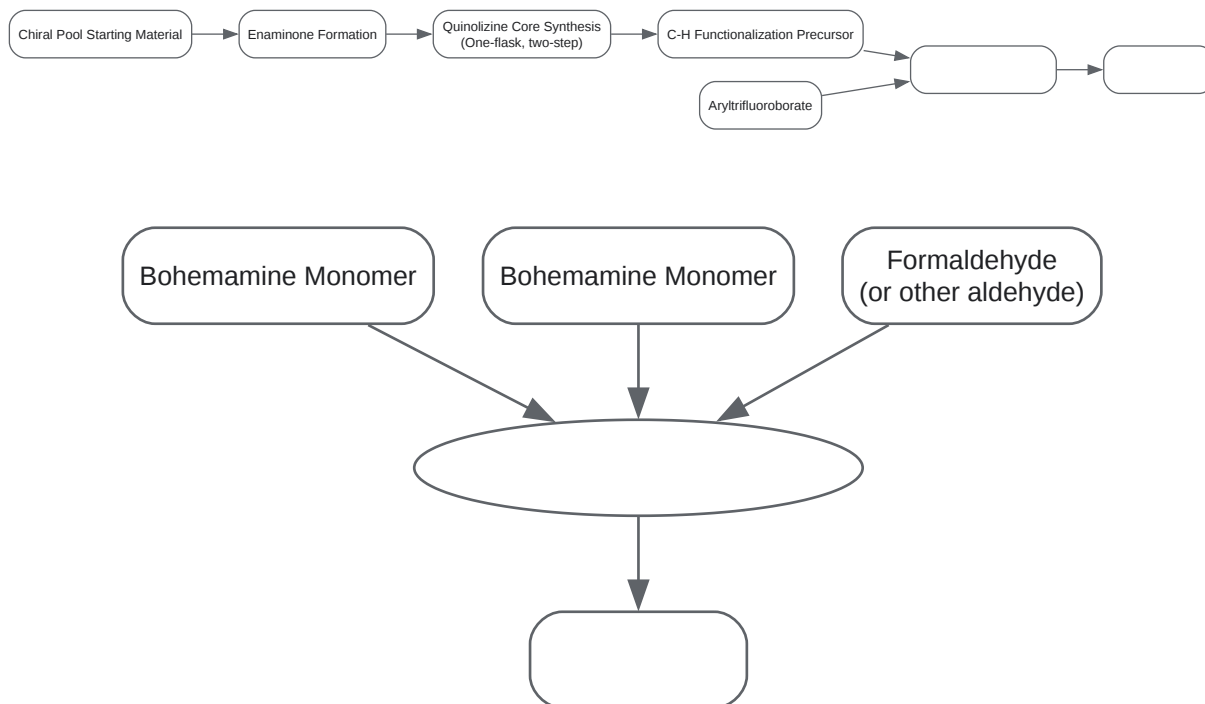 Chiral Pool Starting Material
Enaminone Formation
Quinolizine Core Synthesis
(One-flask, two-step)
C-H Functionalization Precursor
Aryltrifluoroborate
Bohemamine Monomer
Bohemamine Monomer
Formaldehyde
(or other aldehyde)